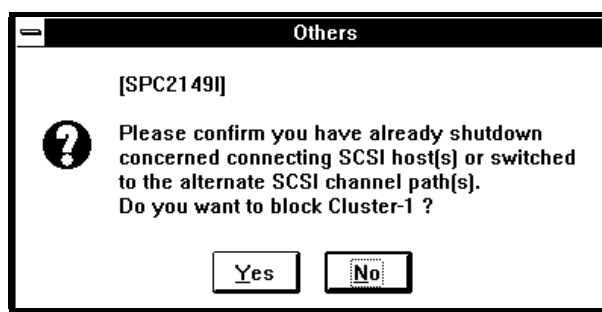 Others
[SPC2149I]
Please confirm you have already shutdown
concerned connecting SCSI host(s) or switched
to the alternate SCSI channel path(s).
Do you want to block Cluster-1 ?
Yes No